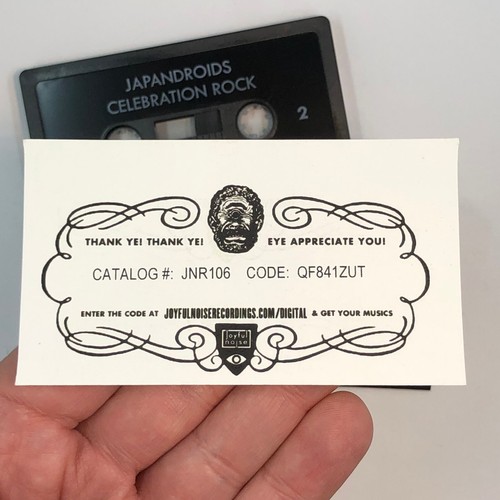 JAPANDROIDS
CELEBRATION ROCK
2
THANK YE! THANK YE! EYE APPRECIATE YOU!
CATALOG #: JNR106 CODE: QF841ZUT
ENTER THE CODE AT JOYFULNOISERECORDINGS.COM/DIGITAL & GET YOUR MUSICS
joyful
noise